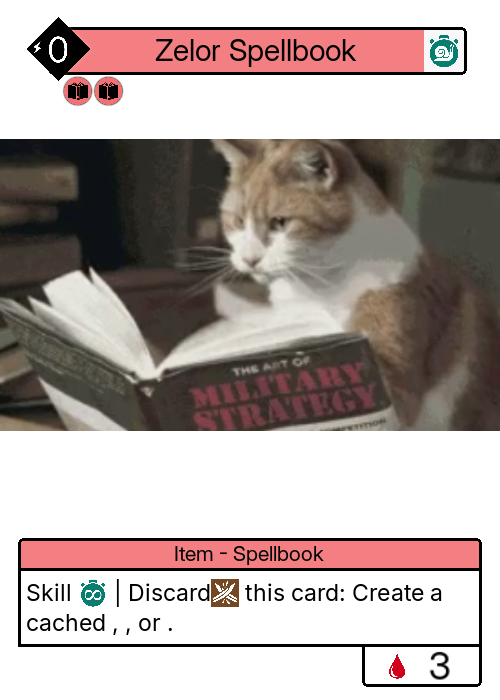 0
Zelor Spellbook
THE ART OF
MILITARY
STRATEGY
Item - Spellbook
Skill | Discard this card: Create a
cached , , or .
3